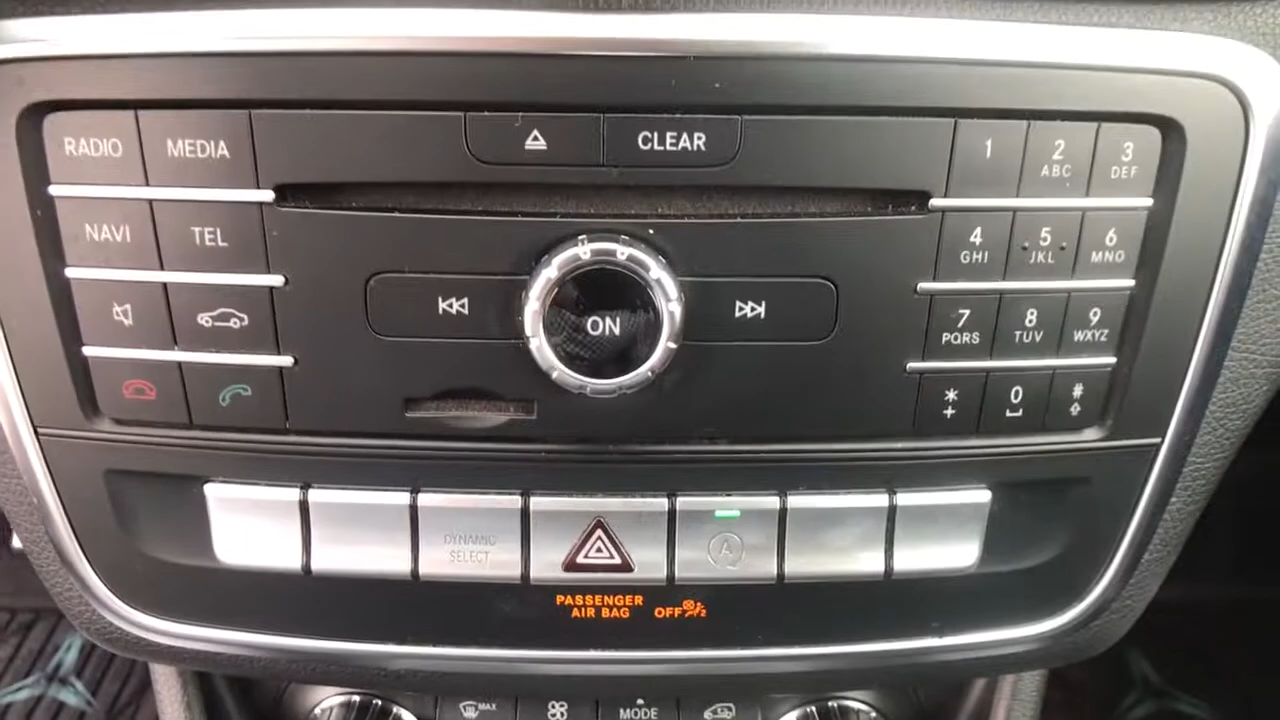 RADIO MEDIA CLEAR 1 2 3
ABC DEF
NAVI TEL 4 5 6
GHI JKL MNO
ON 7 8 9
PQRS TUV WXYZ
* 0 #
+
DYNAMIC
SELECT
A
PASSENGER
AIR BAG OFF 2
MAX
MODE